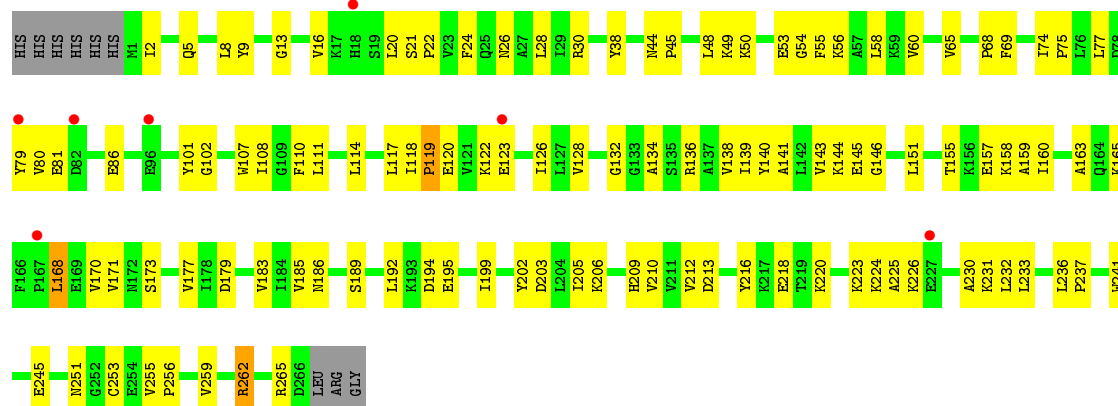 HIS HIS HIS HIS HIS HIS M1 I2 Q5 L8 Y9 G13 V16 K17 H18 S19 L20 S21 P22 V23 F24 Q25 N26 A27 L28 I29 R30 Y38 N44 P45 L48 K49 K50 E53 G54 F55 K56 A57 L58 K59 V60 V65 P68 F69 I74 P75 L76 L77
Y79 V80 E81 D82 E86 E96 Y101 G102 W107 I108 G109 F110 L111 L114 L117 I118 P119 E120 V121 K122 E123 I126 L127 V128 G132 G133 A134 S135 R136 A137 V138 I139 Y140 A141 L142 V143 K144 E145 G146 L151 T155 K156 E157 K158 A159 I160 A163 Q164 K165
F166 P167 L168 E169 V170 V171 N172 S173 V177 I178 D179 V183 I184 V185 N186 S189 L192 K193 D194 E195 I199 Y202 D203 L204 I205 K206 H209 V210 V211 V212 D213 Y216 K217 E218 T219 K220 K223 K224 A225 K226 E227 A230 K231 L232 L233 L236 P237 W241
E245 N251 G252 C253 E254 V255 P256 V259 R262 R265 D266 LEU ARG GLY